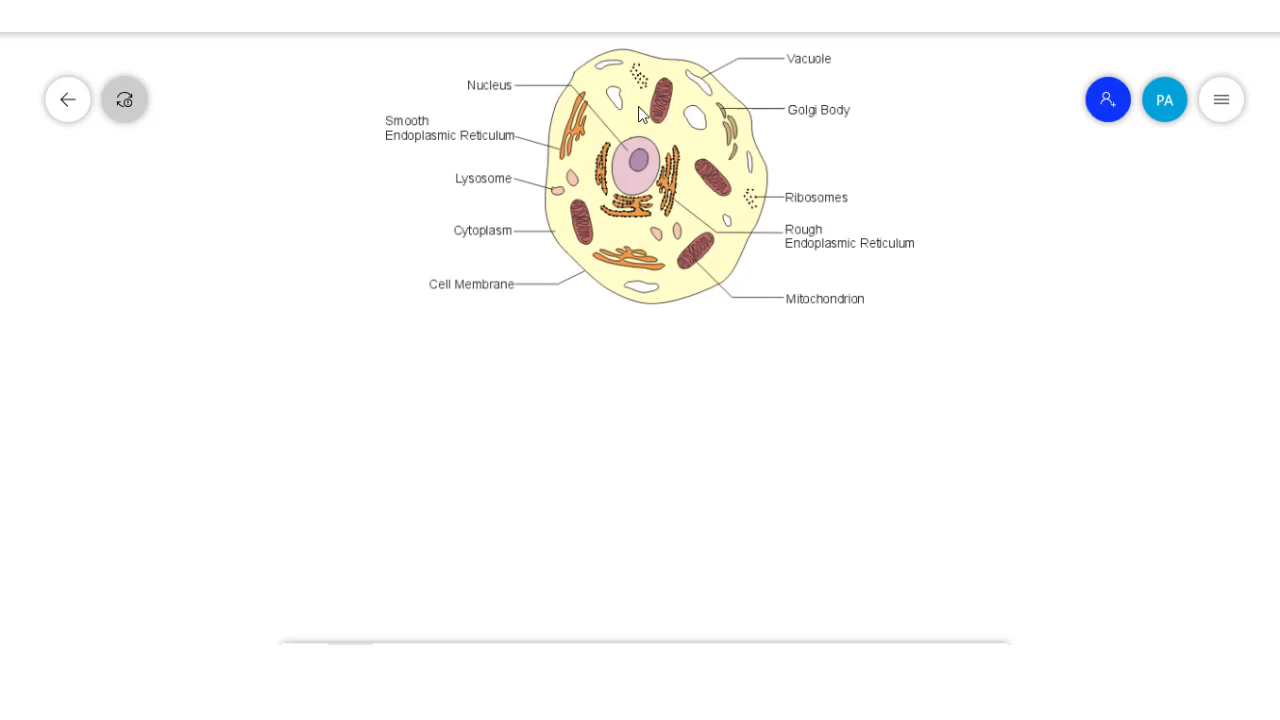 Vacuole
Nucleus
Golgi Body
PA
Smooth
Endoplasmic Reticulum
Lysosome
Ribosomes
Cytoplasm
Rough
Endoplasmic Reticulum
Cell Membrane
Mitochondrion